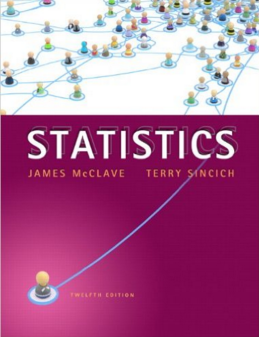 STATISTICS
JAMES McCLAVE TERRY SINCICH
TWELFTH EDITION